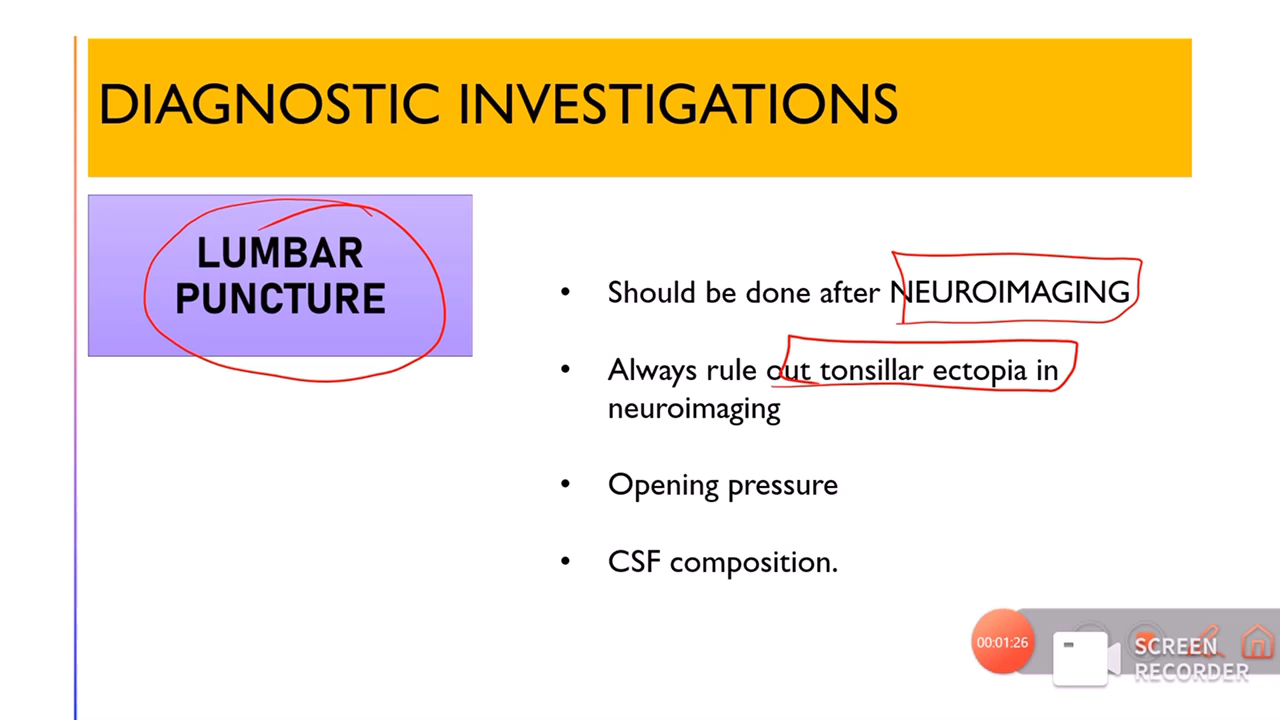 DIAGNOSTIC INVESTIGATIONS
LUMBAR
PUNCTURE
• Should be done after NEUROIMAGING
• Always rule out tonsillar ectopia in
neuroimaging
• Opening pressure
• CSF composition.
00:01:26
SCREEN
RECORDER